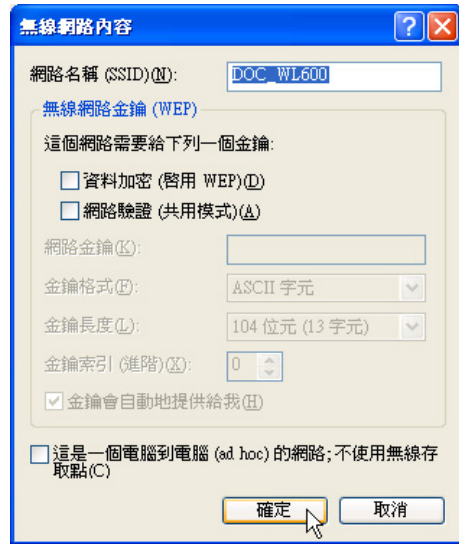 無線網路內容
網路名稱 (SSID)(N):
DOC_WL600
無線網路金鑰 (WEP)
這個網路需要給下列一個金鑰:
資料加密 (啓用 WEP)(D)
網路驗證 (共用模式)(A)
網路金鑰(K):
金鑰格式(F):
ASCII 字元
金鑰長度(L):
104 位元 (13 字元)
金鑰索引 (進階)(X):
0
金鑰會自動地提供給我(H)
這是一個電腦到電腦 (ad hoc) 的網路;不使用無線存
取點(C)
確定
取消